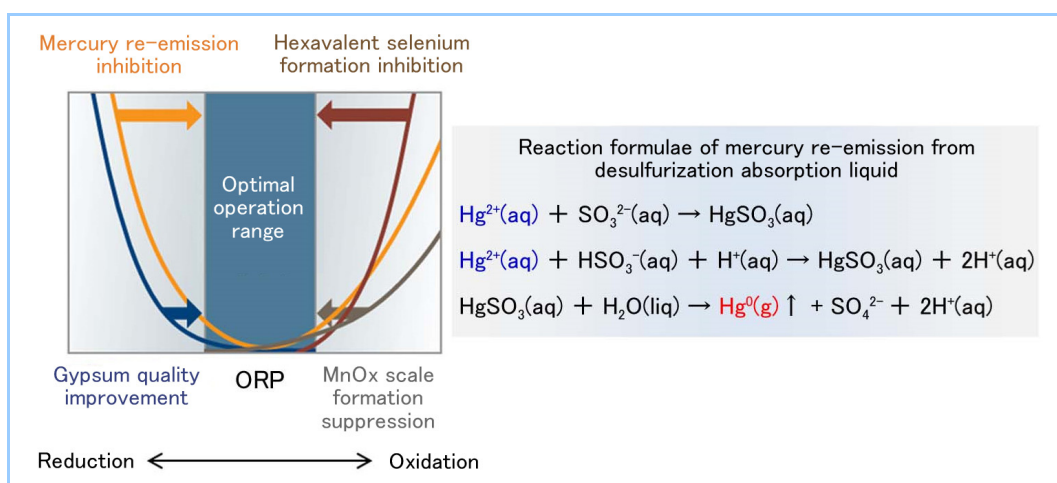 Mercury re-emission
inhibition
Hexavalent selenium
formation inhibition
Optimal
operation
range
Gypsum quality
improvement
ORP
MnOx scale
formation
suppression
Reduction
Oxidation
Reaction formulae of mercury re-emission from
desulfurization absorption liquid
Hg²⁺(aq) + SO₃²⁻(aq) → HgSO₃(aq)
Hg²⁺(aq) + HSO₃⁻(aq) + H⁺(aq) → HgSO₃(aq) + 2H⁺(aq)
HgSO₃(aq) + H₂O(liq) → Hg⁰(g) ↑ + SO₄²⁻ + 2H⁺(aq)